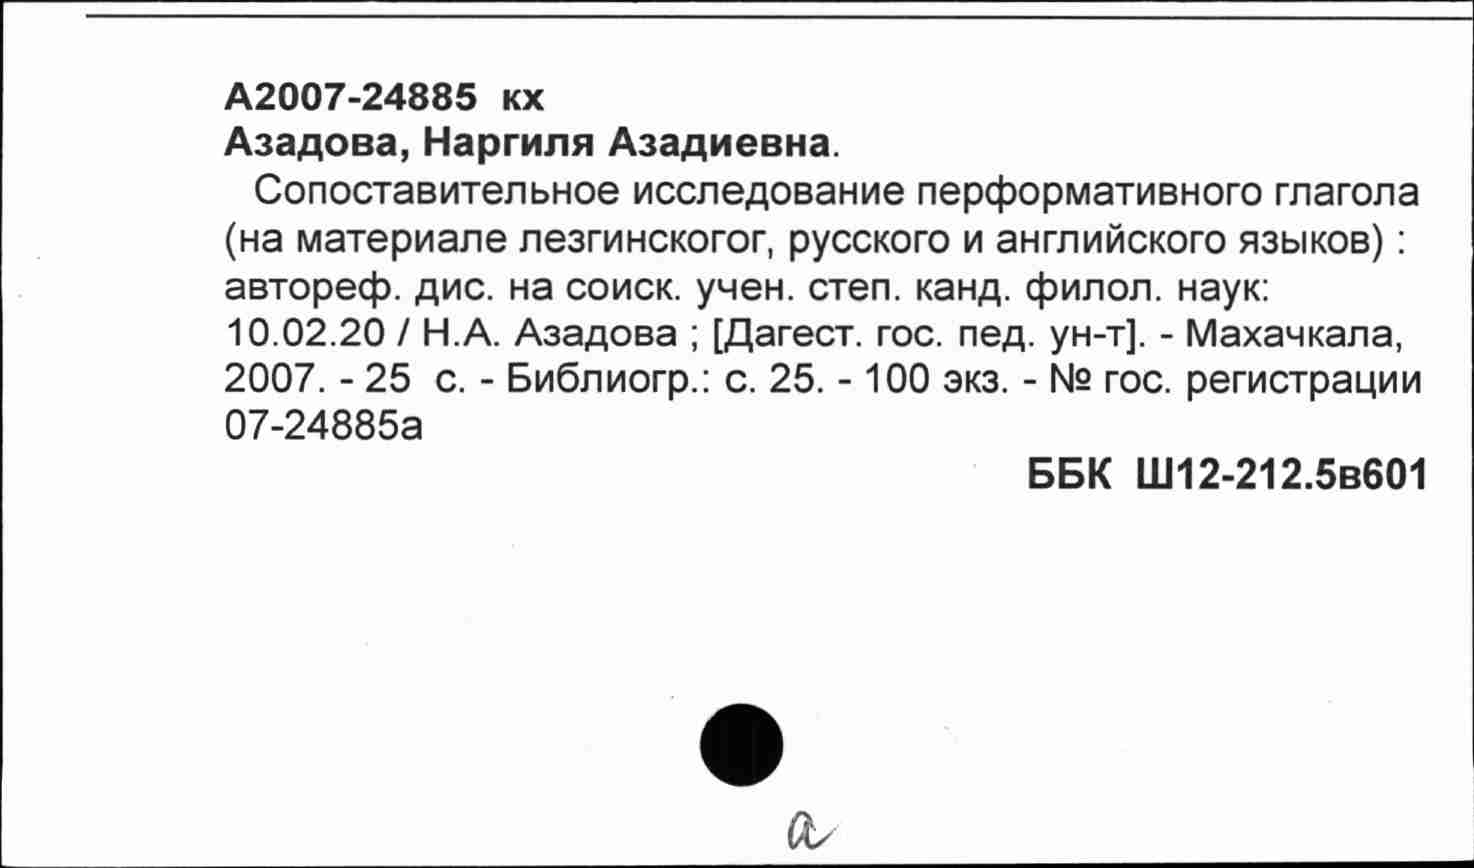 А2007-24885 кх
Азадова, Наргиля Азадиевна.
Сопоставительное исследование перформативного глагола
(на материале лезгинскогог, русского и английского языков) :
автореф. дис. на соиск. учен. степ. канд. филол. наук:
10.02.20 / Н.А. Азадова ; [Дагест. гос. пед. ун-т]. - Махачкала,
2007. - 25 с. - Библиогр.: с. 25. - 100 экз. - № гос. регистрации
07-24885а
ББК Ш12-212.5в601
а